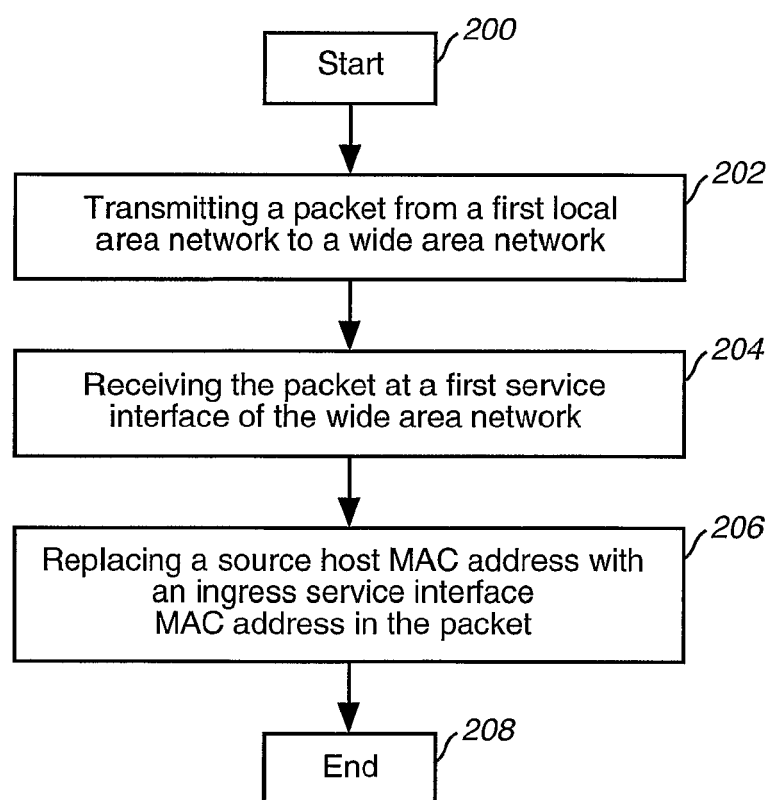 200
Start
202
Transmitting a packet from a first local
area network to a wide area network
204
Receiving the packet at a first service
interface of the wide area network
206
Replacing a source host MAC address with
an ingress service interface
MAC address in the packet
208
End